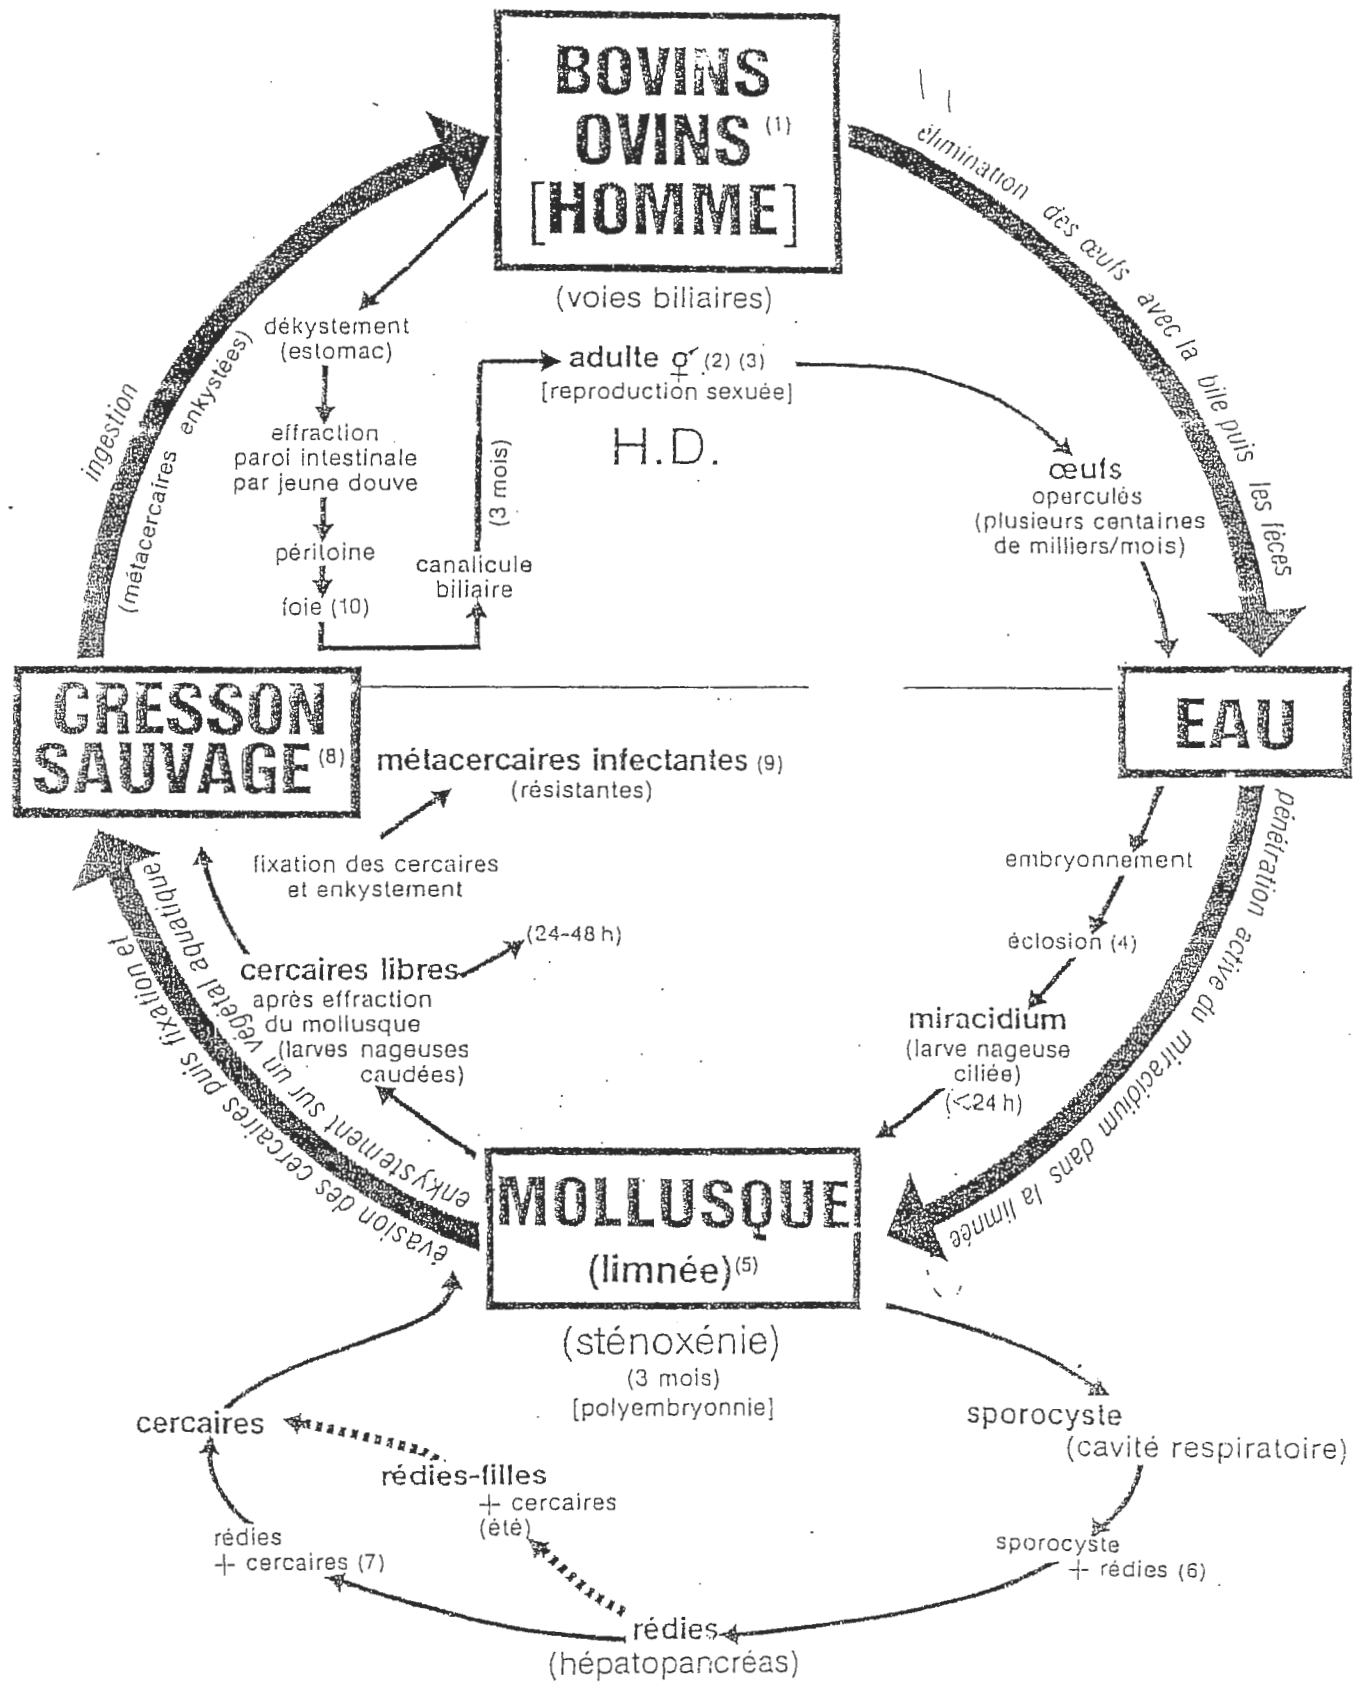 BOVINS
OVINS (1)
[HOMME]
(voies biliaires)
élimination des œufs avec la bile puis les fèces
ingestion
(métacercaires enkystées)
dékystement
(estomac)
effraction
paroi intestinale
par jeune douve
péritoine
foie (10)
canalicule
biliaire
(3 mois)
adulte ⚥ (2) (3)
[reproduction sexuée]
H.D.
œufs
operculés
(plusieurs centaines
de milliers/mois)
CRESSON
SAUVAGE (8)
EAU
métacercaires infectantes (9)
(résistantes)
fixation des cercaires
et enkystement
(24-48 h)
cercaires libres
après effraction
du mollusque
(larves nageuses
caudées)
évasion des cercaires puis fixation et
enkystement sur un végétal aquatique
embryonnement
éclosion (4)
miracidium
(larve nageuse
ciliée)
(<24 h)
pénétration active du miracidium dans la limnée
MOLLUSQUE
(limnée) (5)
(sténoxénie)
(3 mois)
[polyembryonnie]
sporocyste
(cavité respiratoire)
sporocyste
+ rédies (6)
rédies
(hépatopancréas)
rédies-filles
+ cercaires
(été)
rédies
+ cercaires (7)
cercaires